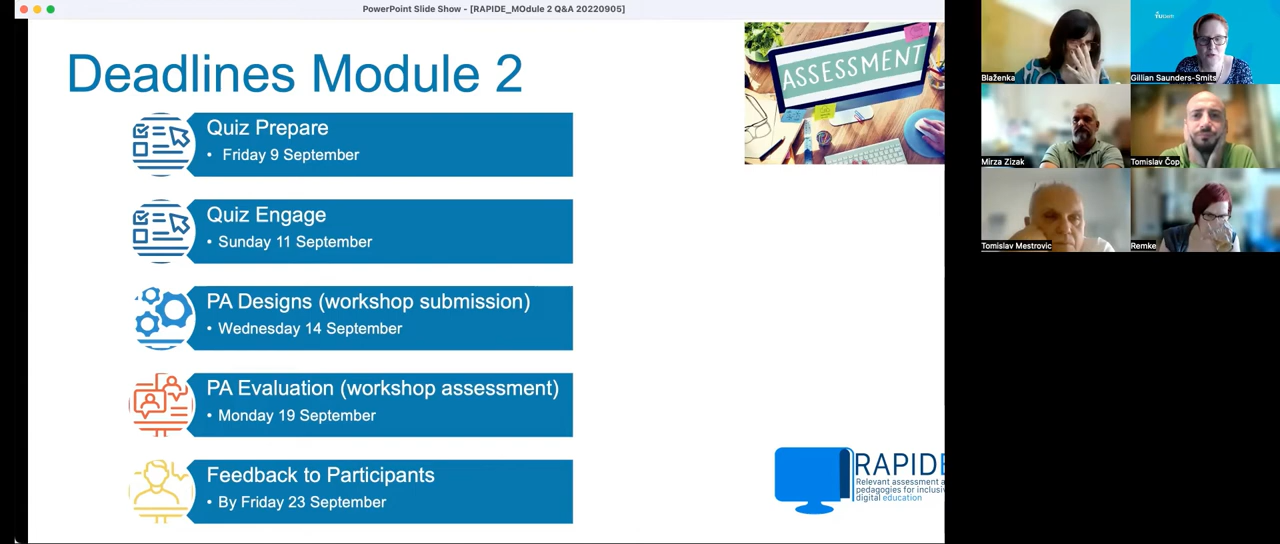 PowerPoint Slide Show - [RAPIDE_MOdule 2 Q&A 20220905]
Deadlines Module 2
ASSESSMENT
Quiz Prepare
• Friday 9 September
Quiz Engage
• Sunday 11 September
PA Designs (workshop submission)
• Wednesday 14 September
PA Evaluation (workshop assessment)
• Monday 19 September
Feedback to Participants
• By Friday 23 September
RAPIDE
Relevant assessment a
pedagogies for inclusi
digital education
Blaženka
Gillian Saunders-Smits
Mirza Zizak
Tomislav Čop
Tomislav Mestrovic
Remke